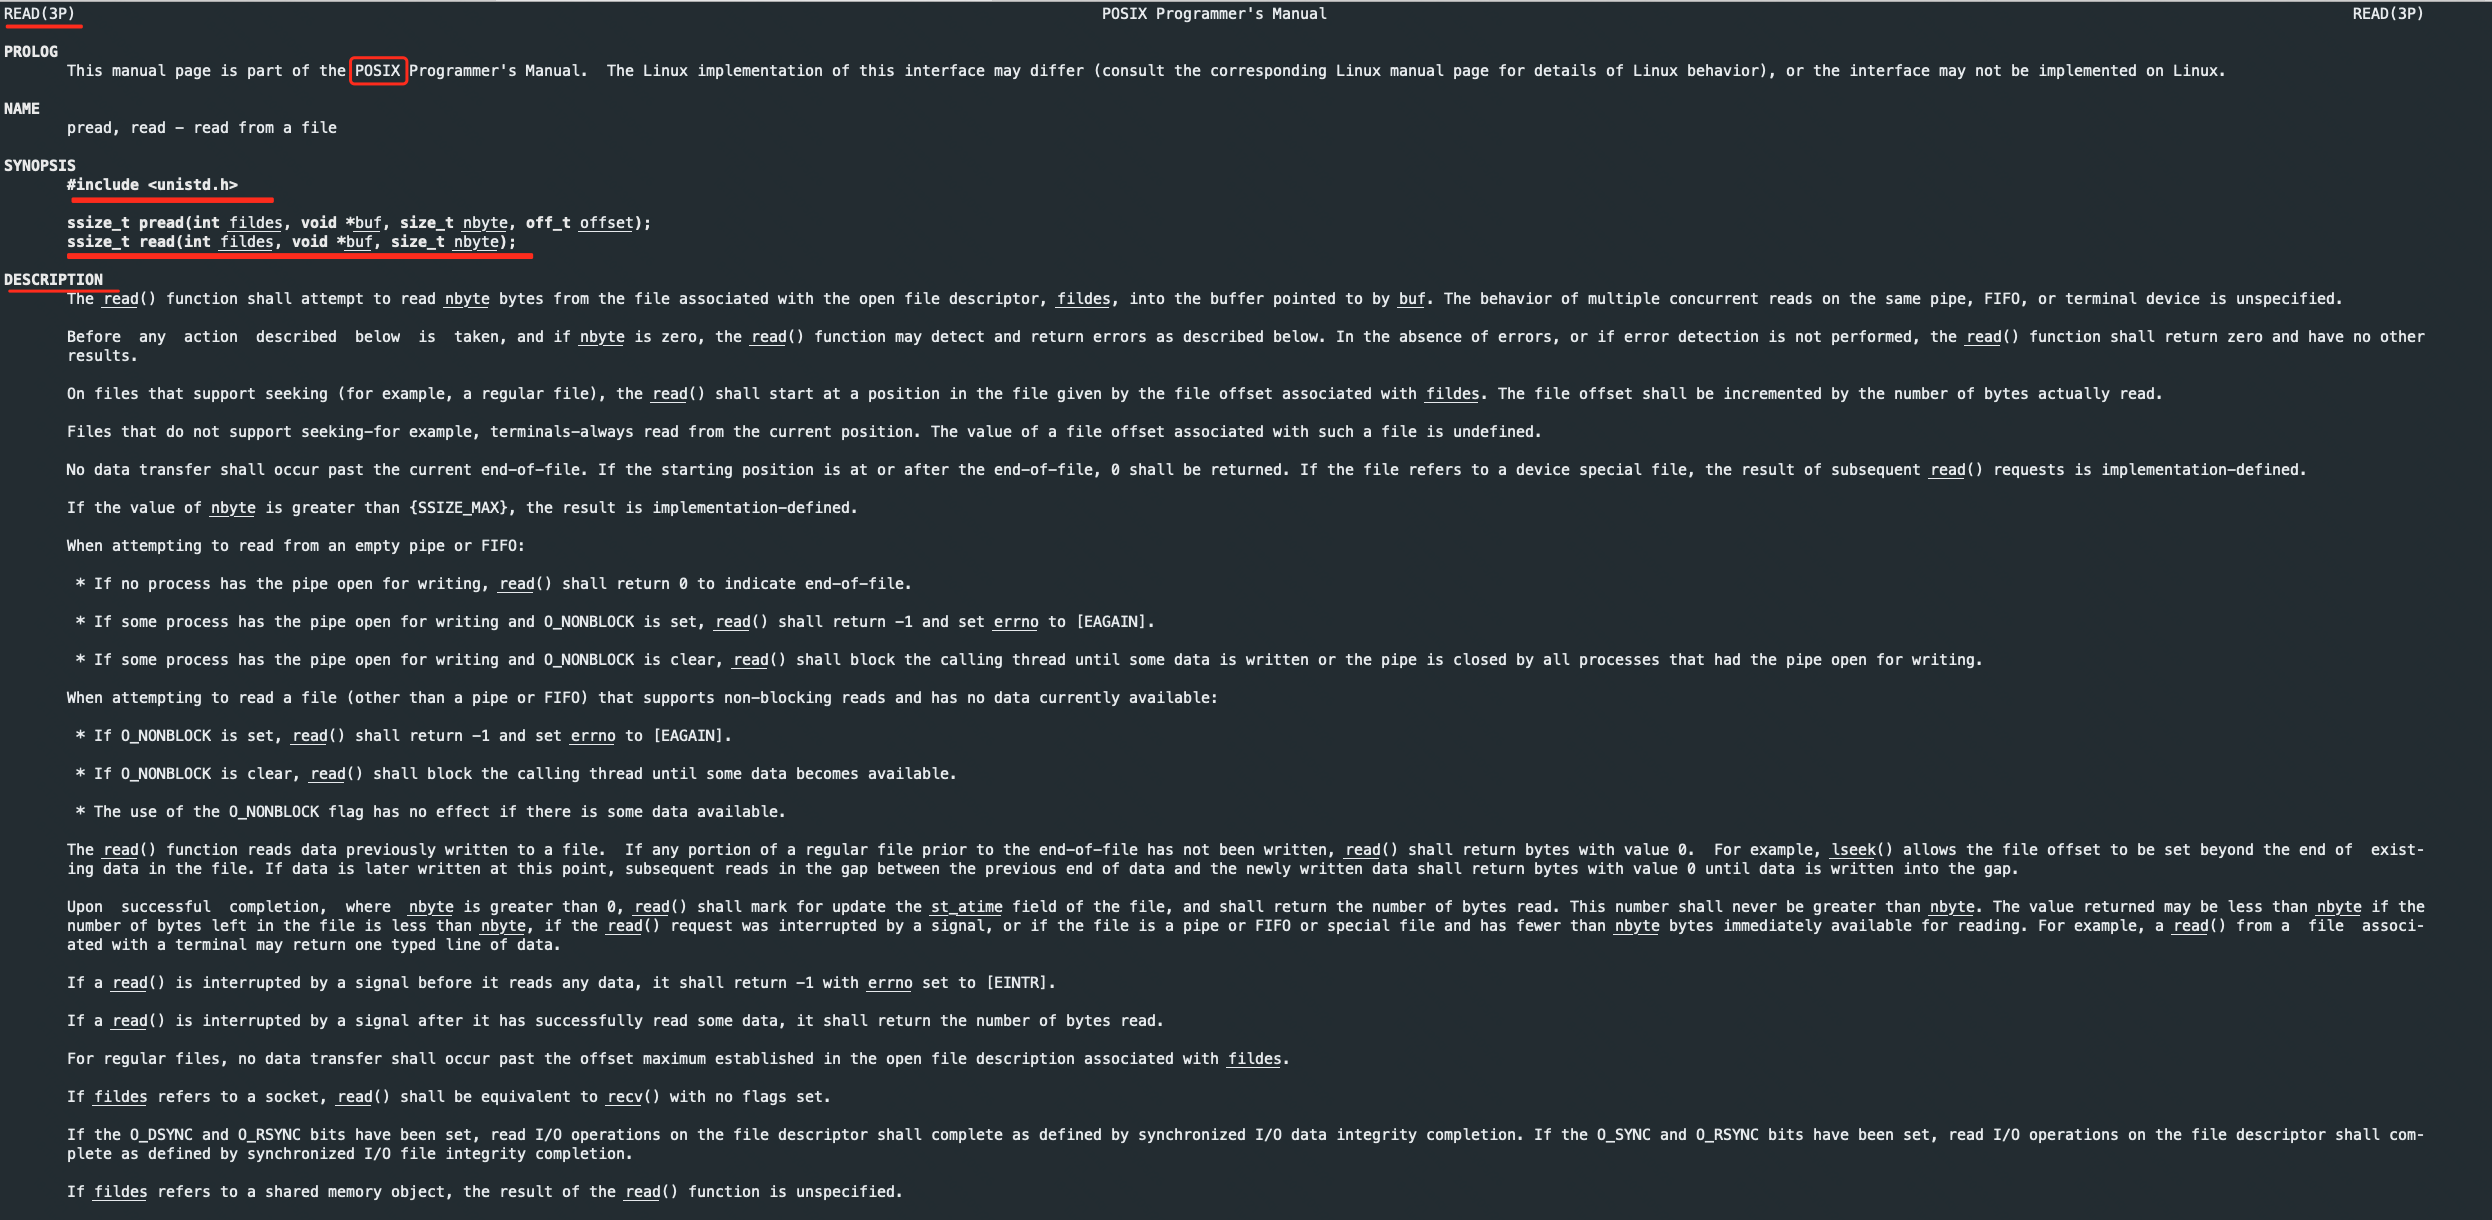 READ(3P) POSIX Programmer's Manual READ(3P)
PROLOG
This manual page is part of the POSIX Programmer's Manual.  The Linux implementation of this interface may differ (consult the corresponding Linux manual page for details of Linux behavior), or the interface may not be implemented on Linux.
NAME
pread, read - read from a file
SYNOPSIS
#include <unistd.h>
ssize_t pread(int fildes, void *buf, size_t nbyte, off_t offset);
ssize_t read(int fildes, void *buf, size_t nbyte);
DESCRIPTION
The read() function shall attempt to read nbyte bytes from the file associated with the open file descriptor, fildes, into the buffer pointed to by buf. The behavior of multiple concurrent reads on the same pipe, FIFO, or terminal device is unspecified.
Before any action described below is taken, and if nbyte is zero, the read() function may detect and return errors as described below. In the absence of errors, or if error detection is not performed, the read() function shall return zero and have no other
results.
On files that support seeking (for example, a regular file), the read() shall start at a position in the file given by the file offset associated with fildes. The file offset shall be incremented by the number of bytes actually read.
Files that do not support seeking-for example, terminals-always read from the current position. The value of a file offset associated with such a file is undefined.
No data transfer shall occur past the current end-of-file. If the starting position is at or after the end-of-file, 0 shall be returned. If the file refers to a device special file, the result of subsequent read() requests is implementation-defined.
If the value of nbyte is greater than {SSIZE_MAX}, the result is implementation-defined.
When attempting to read from an empty pipe or FIFO:
* If no process has the pipe open for writing, read() shall return 0 to indicate end-of-file.
* If some process has the pipe open for writing and O_NONBLOCK is set, read() shall return -1 and set errno to [EAGAIN].
* If some process has the pipe open for writing and O_NONBLOCK is clear, read() shall block the calling thread until some data is written or the pipe is closed by all processes that had the pipe open for writing.
When attempting to read a file (other than a pipe or FIFO) that supports non-blocking reads and has no data currently available:
* If O_NONBLOCK is set, read() shall return -1 and set errno to [EAGAIN].
* If O_NONBLOCK is clear, read() shall block the calling thread until some data becomes available.
* The use of the O_NONBLOCK flag has no effect if there is some data available.
The read() function reads data previously written to a file.  If any portion of a regular file prior to the end-of-file has not been written, read() shall return bytes with value 0.  For example, lseek() allows the file offset to be set beyond the end of exist-
ing data in the file. If data is later written at this point, subsequent reads in the gap between the previous end of data and the newly written data shall return bytes with value 0 until data is written into the gap.
Upon successful completion, where nbyte is greater than 0, read() shall mark for update the st_atime field of the file, and shall return the number of bytes read. This number shall never be greater than nbyte. The value returned may be less than nbyte if the
number of bytes left in the file is less than nbyte, if the read() request was interrupted by a signal, or if the file is a pipe or FIFO or special file and has fewer than nbyte bytes immediately available for reading. For example, a read() from a file associ-
ated with a terminal may return one typed line of data.
If a read() is interrupted by a signal before it reads any data, it shall return -1 with errno set to [EINTR].
If a read() is interrupted by a signal after it has successfully read some data, it shall return the number of bytes read.
For regular files, no data transfer shall occur past the offset maximum established in the open file description associated with fildes.
If fildes refers to a socket, read() shall be equivalent to recv() with no flags set.
If the O_DSYNC and O_RSYNC bits have been set, read I/O operations on the file descriptor shall complete as defined by synchronized I/O data integrity completion. If the O_SYNC and O_RSYNC bits have been set, read I/O operations on the file descriptor shall com-
plete as defined by synchronized I/O file integrity completion.
If fildes refers to a shared memory object, the result of the read() function is unspecified.